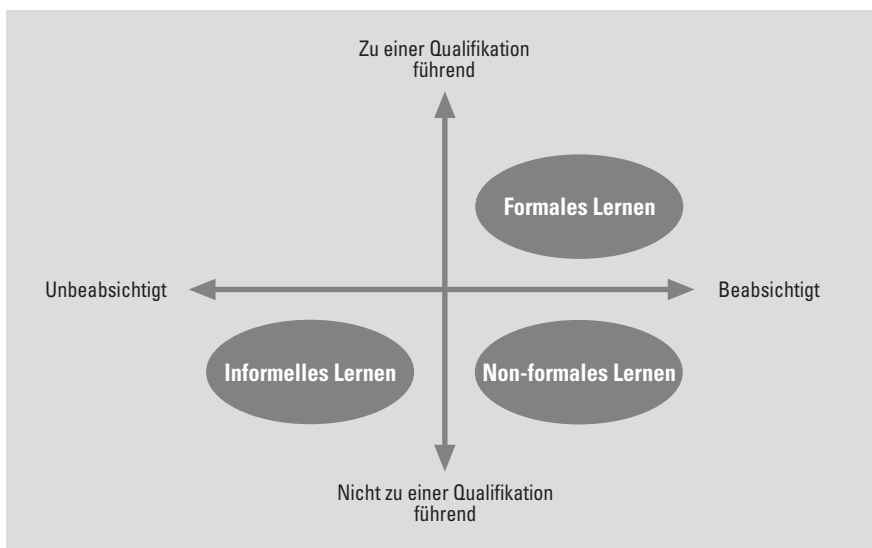 Zu einer Qualifikation
führend
Formales Lernen
Unbeabsichtigt
Beabsichtigt
Informelles Lernen
Non-formales Lernen
Nicht zu einer Qualifikation
führend